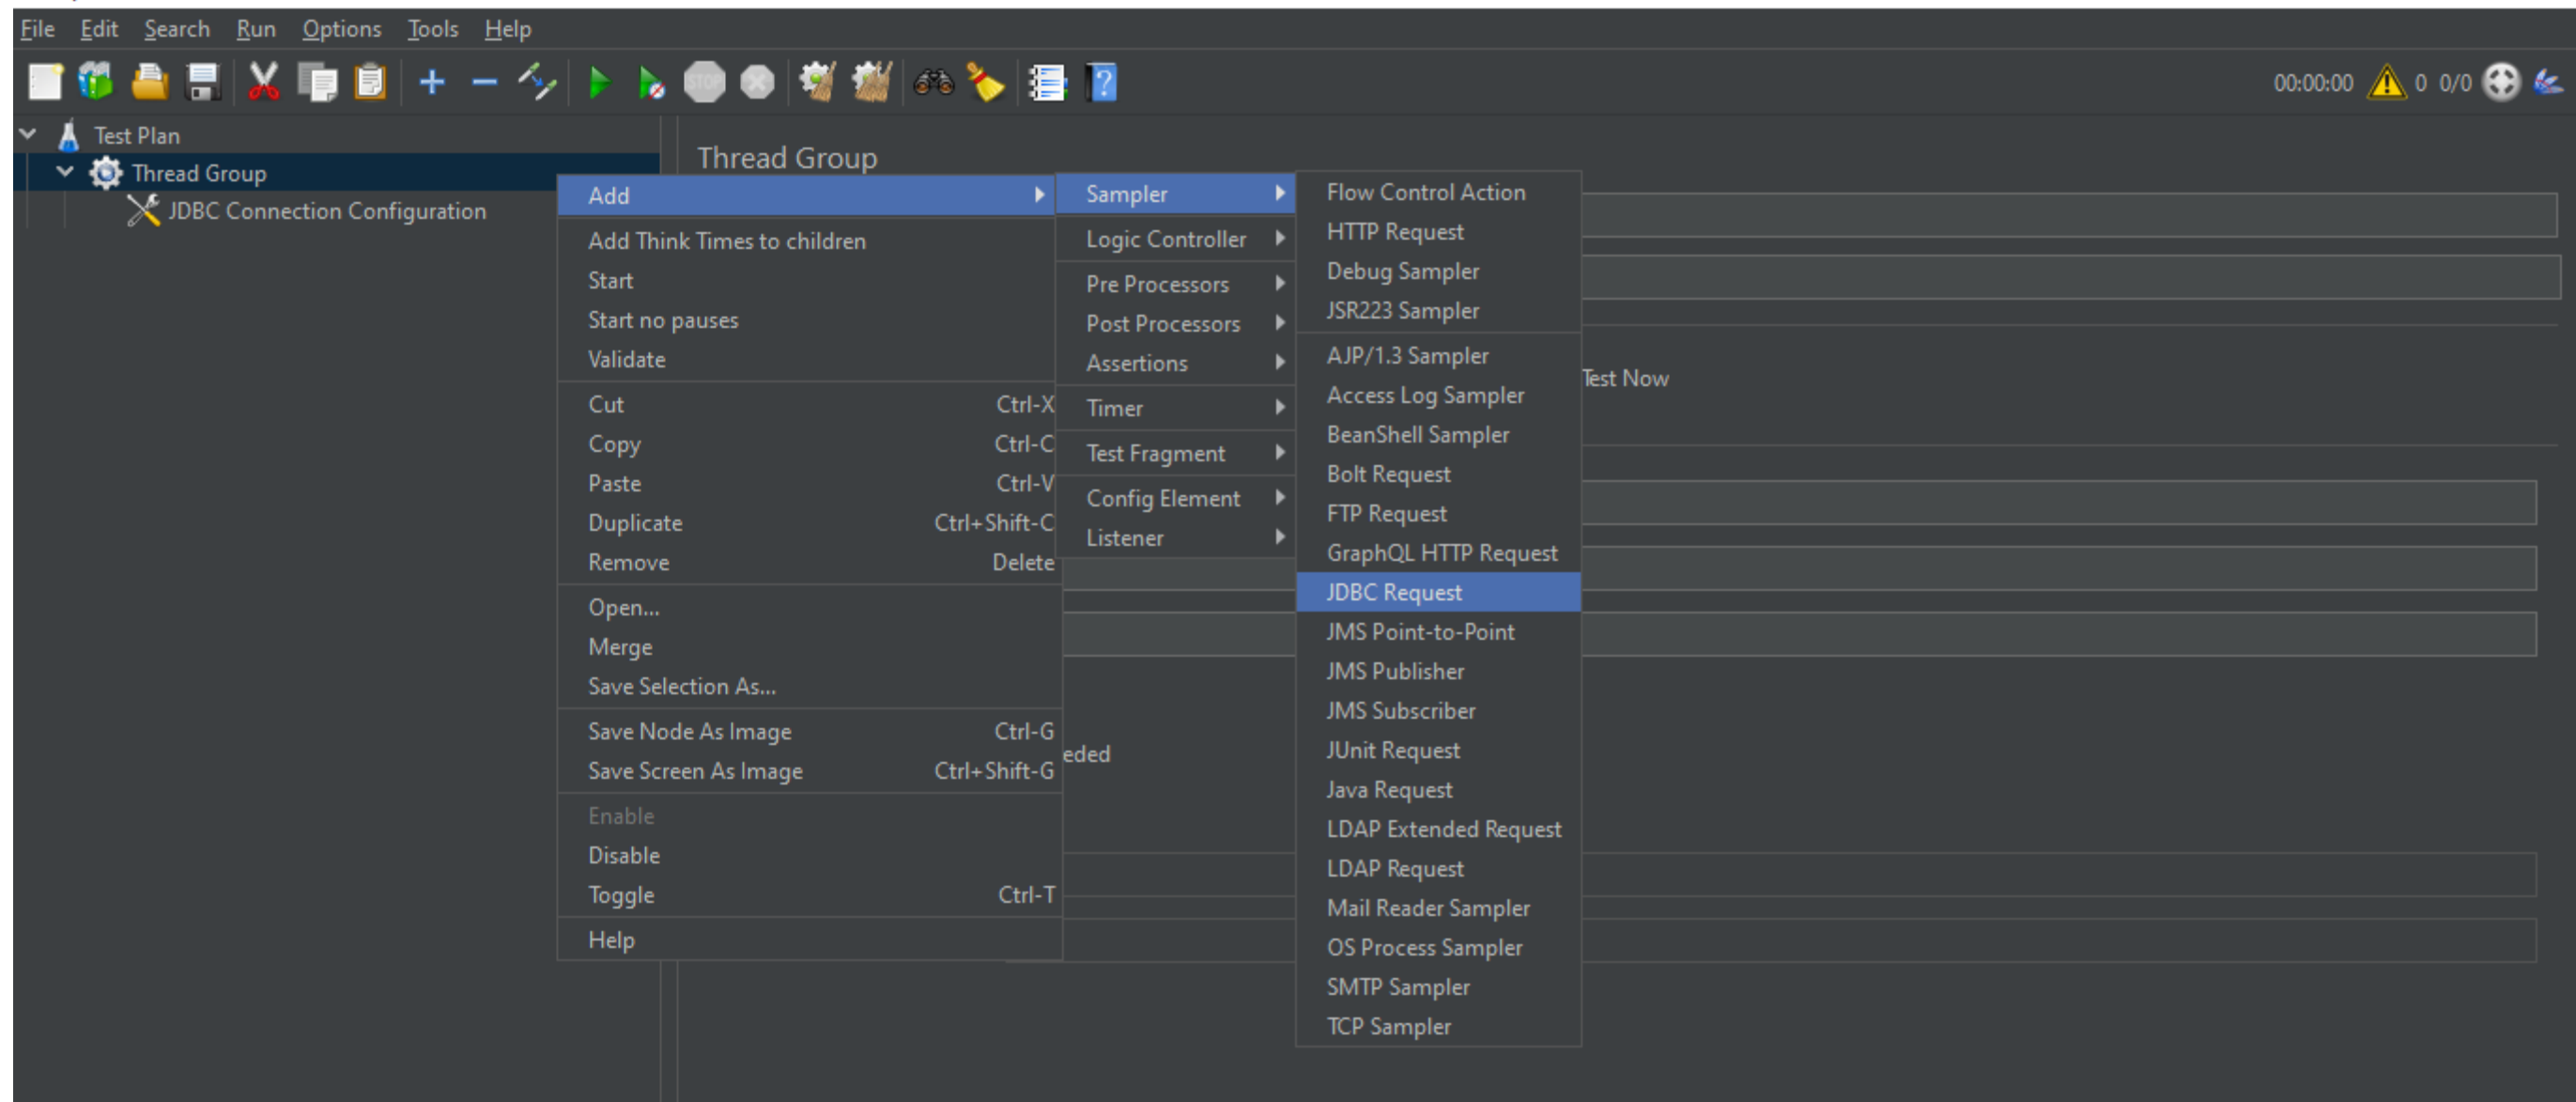 File Edit Search Run Options Tools Help
STOP
?
00:00:00 0 0/0
Test Plan
Thread Group
JDBC Connection Configuration
Thread Group
Add
Add Think Times to children
Start
Start no pauses
Validate
Cut Ctrl-X
Copy Ctrl-C
Paste Ctrl-V
Duplicate Ctrl+Shift-C
Remove Delete
Open...
Merge
Save Selection As...
Save Node As Image Ctrl-G
Save Screen As Image Ctrl+Shift-G
Enable
Disable
Toggle Ctrl-T
Help
Sampler
Logic Controller
Pre Processors
Post Processors
Assertions
Timer
Test Fragment
Config Element
Listener
eded
Flow Control Action
HTTP Request
Debug Sampler
JSR223 Sampler
AJP/1.3 Sampler
Access Log Sampler
BeanShell Sampler
Bolt Request
FTP Request
GraphQL HTTP Request
JDBC Request
JMS Point-to-Point
JMS Publisher
JMS Subscriber
JUnit Request
Java Request
LDAP Extended Request
LDAP Request
Mail Reader Sampler
OS Process Sampler
SMTP Sampler
TCP Sampler
Test Now